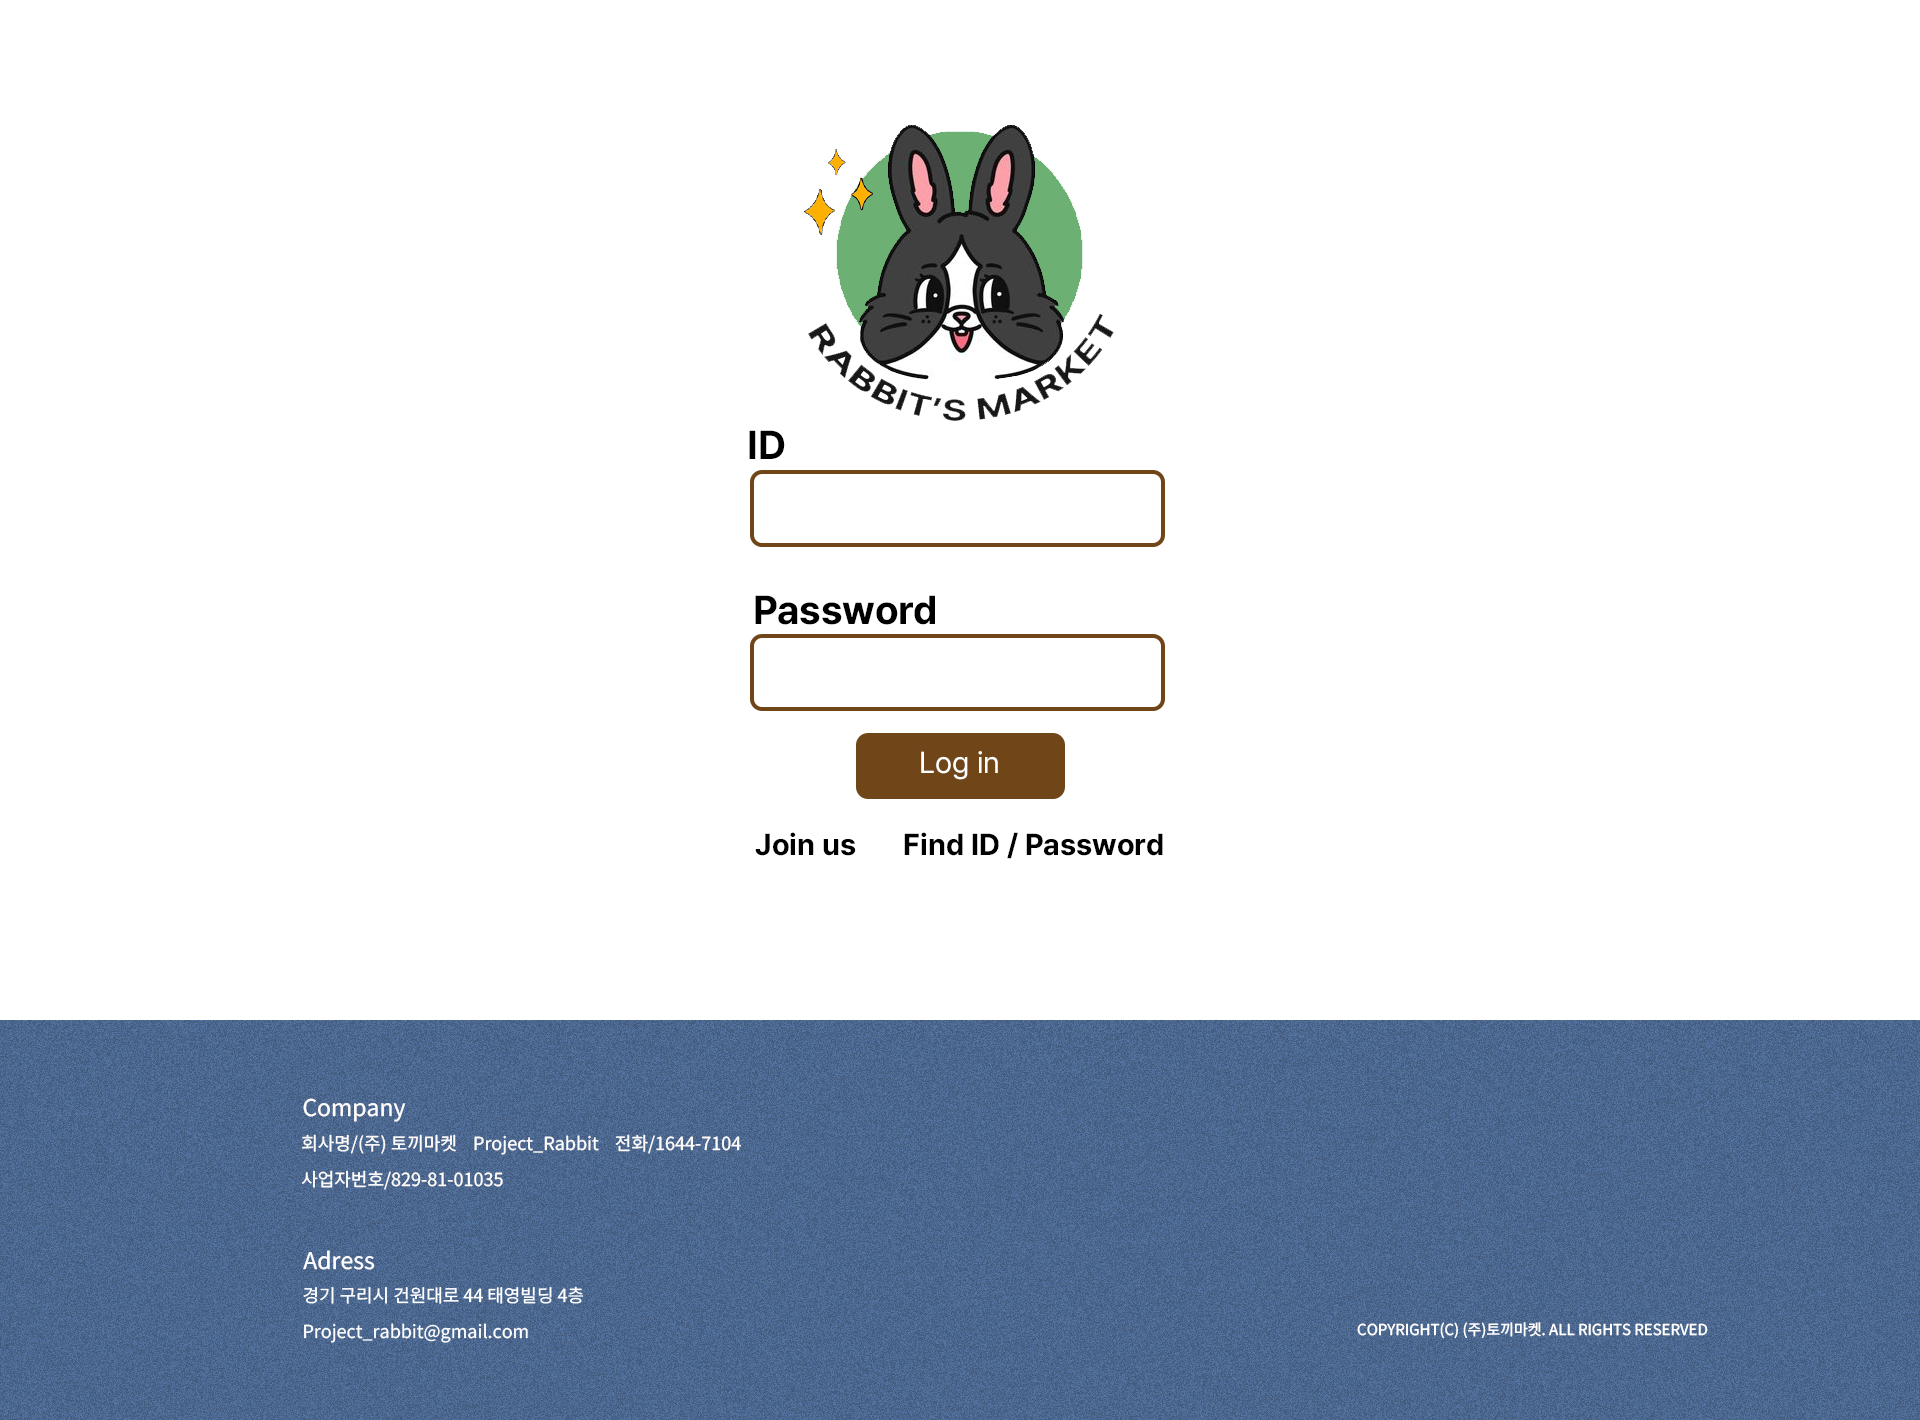 RABBIT'S MARKET
ID
Password
Log in
Join us Find ID / Password
Company
회사명/(주) 토끼마켓 Project_Rabbit 전화/1644-7104
사업자번호/829-81-01035
Adress
경기 구리시 건원대로 44 태영빌딩 4층
Project_rabbit@gmail.com
COPYRIGHT(C) (주)토끼마켓. ALL RIGHTS RESERVED